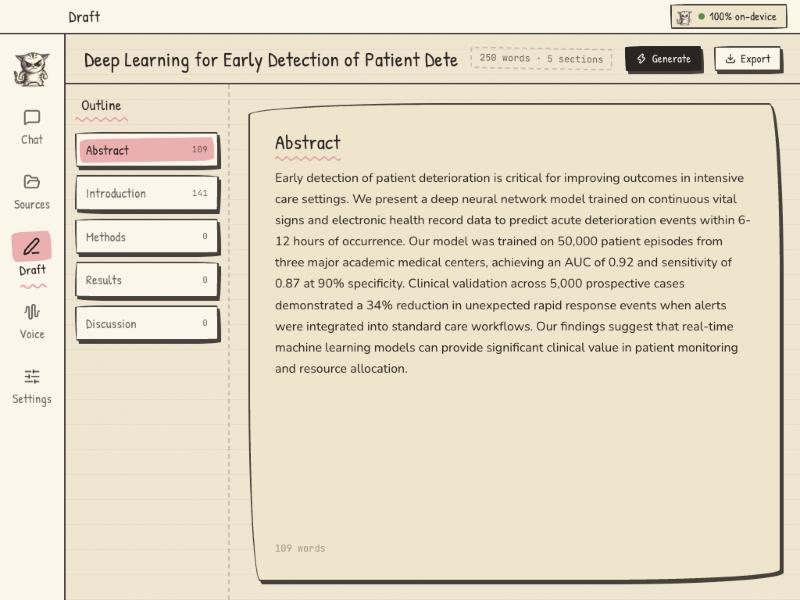 Draft
100% on-device
Chat
Sources
Draft
Voice
Settings
Deep Learning for Early Detection of Patient Dete
250 words · 5 sections
Generate
Export
Outline
Abstract 109
Introduction 141
Methods 0
Results 0
Discussion 0
Abstract
Early detection of patient deterioration is critical for improving outcomes in intensive
care settings. We present a deep neural network model trained on continuous vital
signs and electronic health record data to predict acute deterioration events within 6-
12 hours of occurrence. Our model was trained on 50,000 patient episodes from
three major academic medical centers, achieving an AUC of 0.92 and sensitivity of
0.87 at 90% specificity. Clinical validation across 5,000 prospective cases
demonstrated a 34% reduction in unexpected rapid response events when alerts
were integrated into standard care workflows. Our findings suggest that real-time
machine learning models can provide significant clinical value in patient monitoring
and resource allocation.
109 words